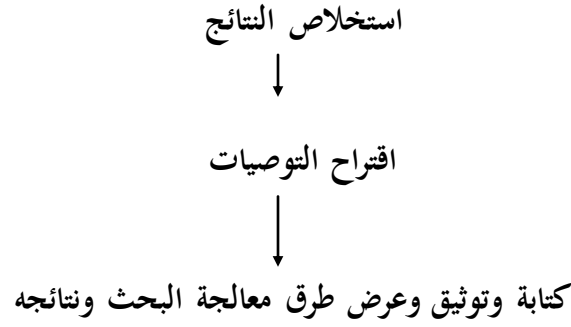 استخلاص النتائج
اقتراح التوصيات
كتابة وتوثيق وعرض طرق معالجة البحث ونتائجه